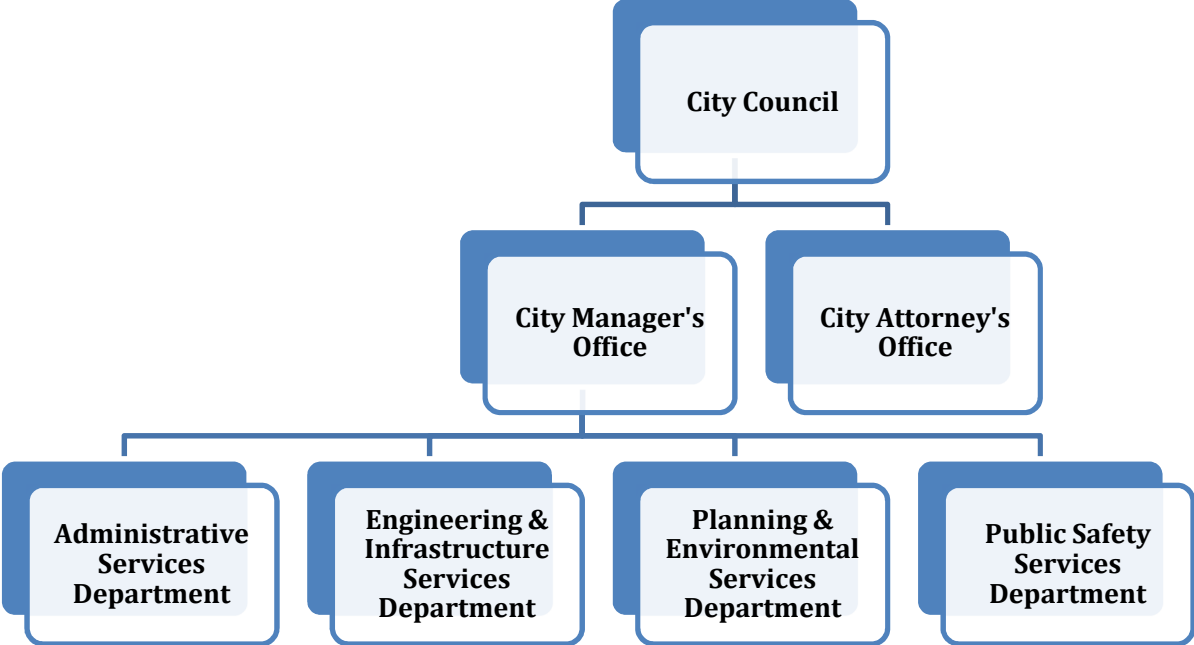 City Council
City Manager's
Office
City Attorney's
Office
Administrative
Services
Department
Engineering &
Infrastructure
Services
Department
Planning &
Environmental
Services
Department
Public Safety
Services
Department